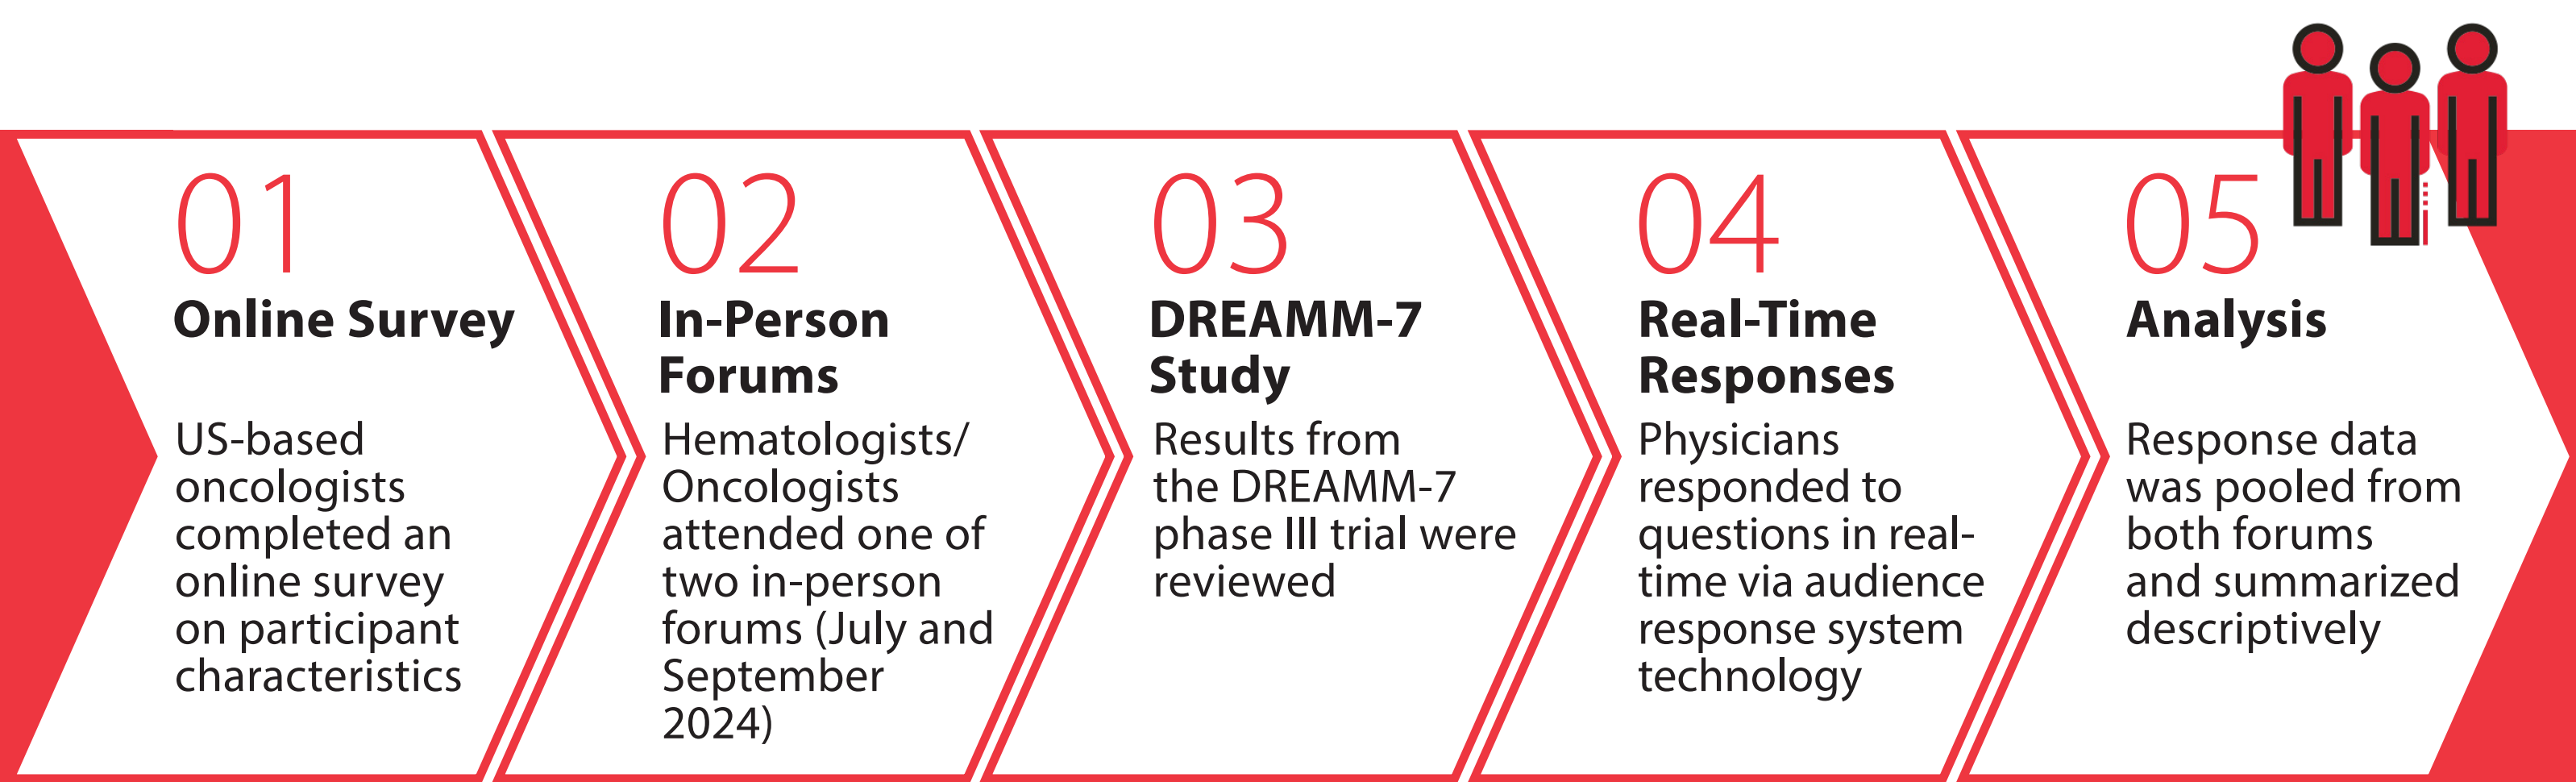 01
Online Survey
US-based
oncologists
completed an
online survey
on participant
characteristics
02
In-Person
Forums
Hematologists/
Oncologists
attended one of
two in-person
forums (July and
September
2024)
03
DREAMM-7
Study
Results from
the DREAMM-7
phase III trial were
reviewed
04
Real-Time
Responses
Physicians
responded to
questions in real-
time via audience
response system
technology
05
Analysis
Response data
was pooled from
both forums
and summarized
descriptively